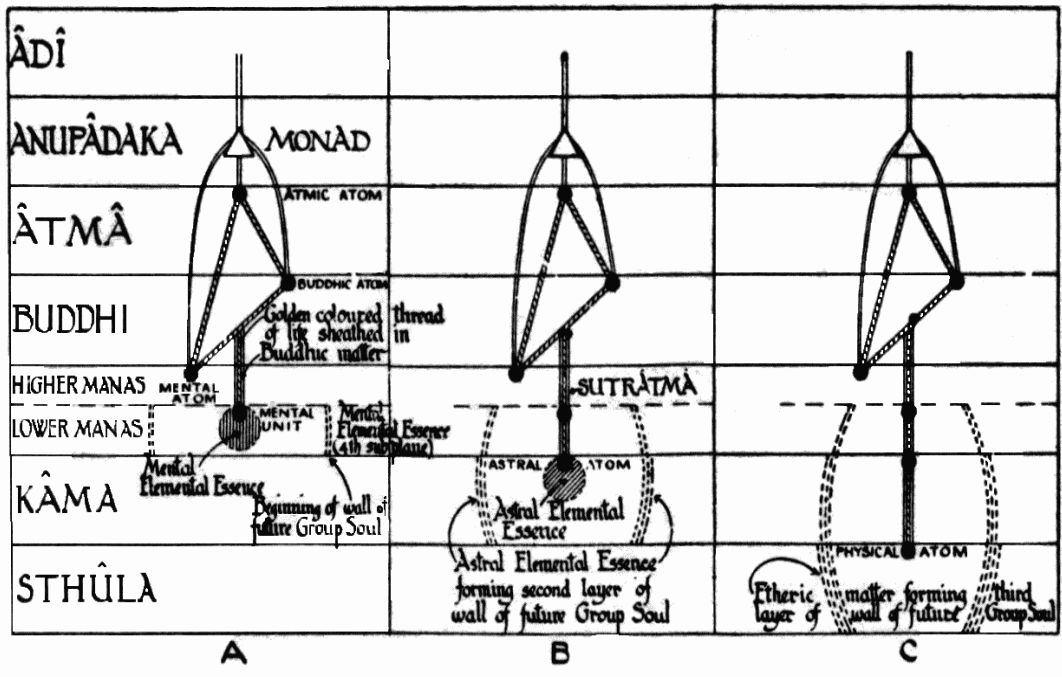 ÂDÎ
ANUPÂDAKA
MONAD
ATMIC ATOM
ÂTMÂ
BUDDHIC ATOM
BUDDHI
Golden coloured thread
of life sheathed in
Buddhic matter
HIGHER MANAS
MENTAL
ATOM
SUTRÂTMÂ
LOWER MANAS
MENTAL
UNIT
Mental
Elemental Essence
(4th subplane)
Mental
Elemental Essence
KÂMA
Beginning of wall of
future Group Soul
ASTRAL ATOM
Astral Elemental
Essence
STHÛLA
Astral Elemental Essence
forming second layer of
wall of future Group Soul
PHYSICAL ATOM
Etheric matter forming third
layer of wall of future Group Soul
A
B
C